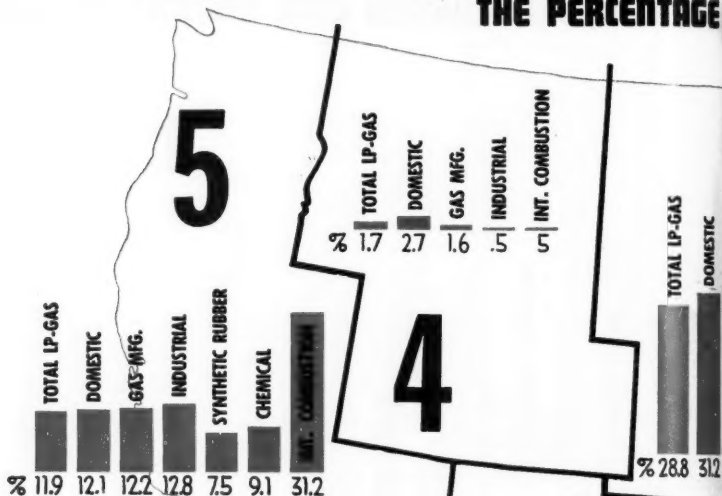 THE PERCENTAGE
5
TOTAL LP-GAS
DOMESTIC
GAS MFG.
INDUSTRIAL
INT. COMBUSTION
% 1.7 2.7 1.6 .5 5
4
TOTAL LP-GAS
DOMESTIC
GAS MFG.
INDUSTRIAL
SYNTHETIC RUBBER
CHEMICAL
INT. COMBUSTION
% 11.9 12.1 12.2 12.8 7.5 9.1 31.2
TOTAL LP-GAS
DOMESTIC
% 28.8 31.2